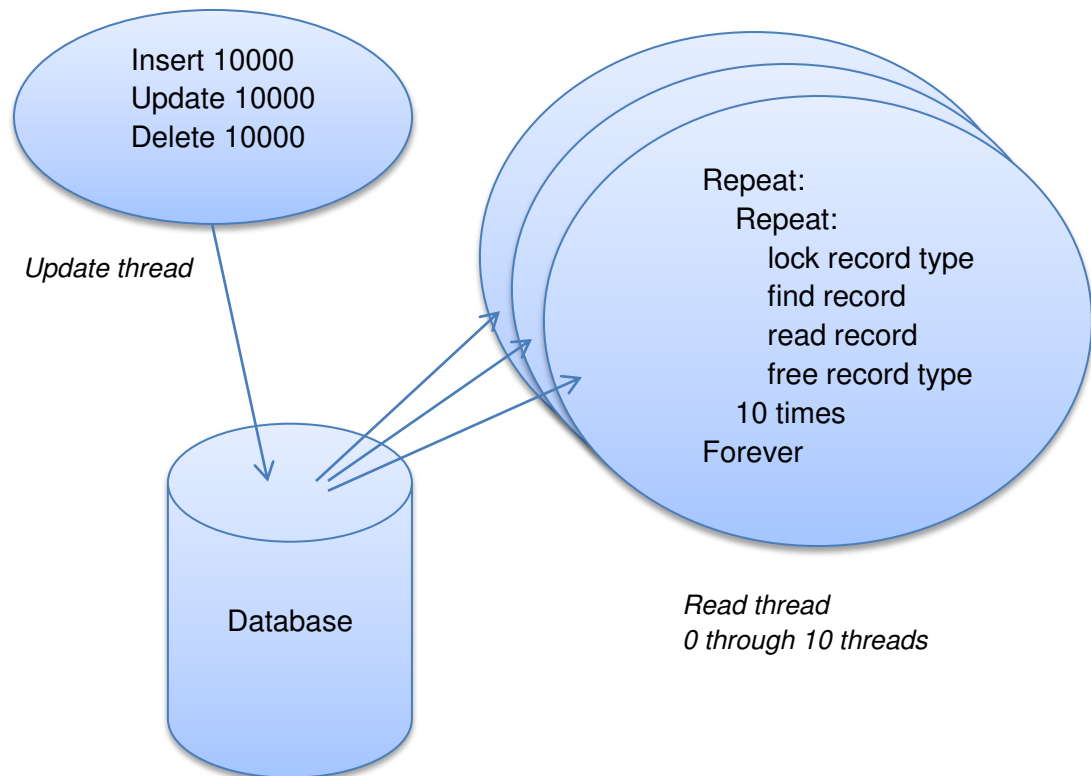 Insert 10000
Update 10000
Delete 10000
Update thread
Repeat:
Repeat:
lock record type
find record
read record
free record type
10 times
Forever
Database
Read thread
0 through 10 threads